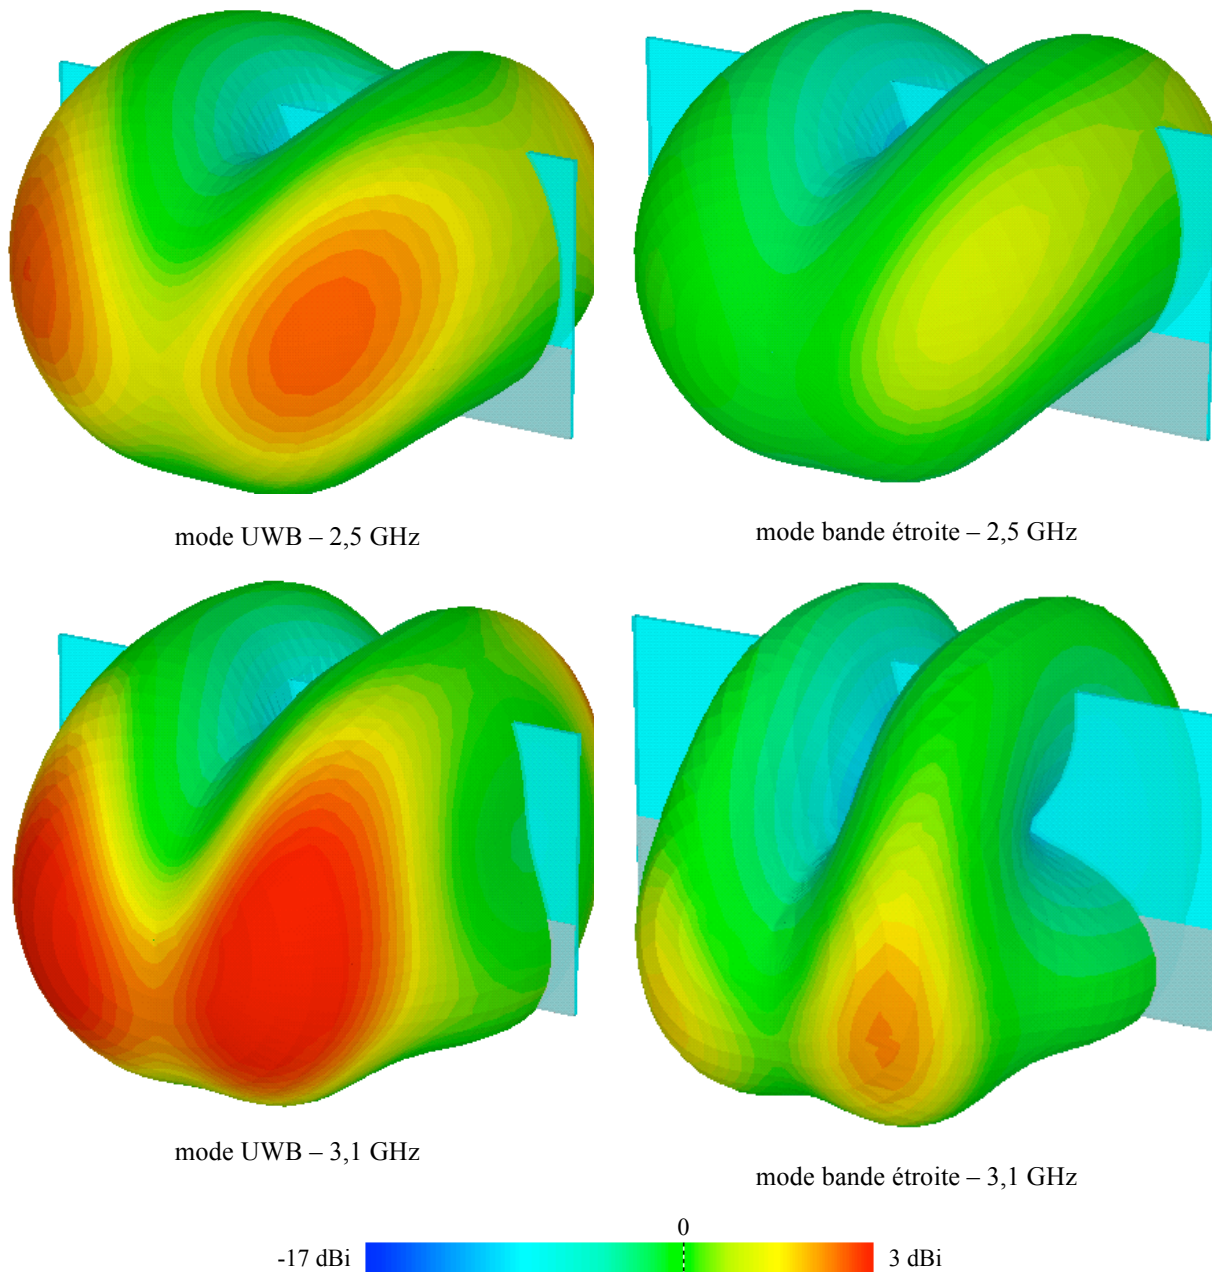 mode UWB – 2,5 GHz
mode bande étroite – 2,5 GHz
mode UWB – 3,1 GHz
mode bande étroite – 3,1 GHz
0
-17 dBi
3 dBi